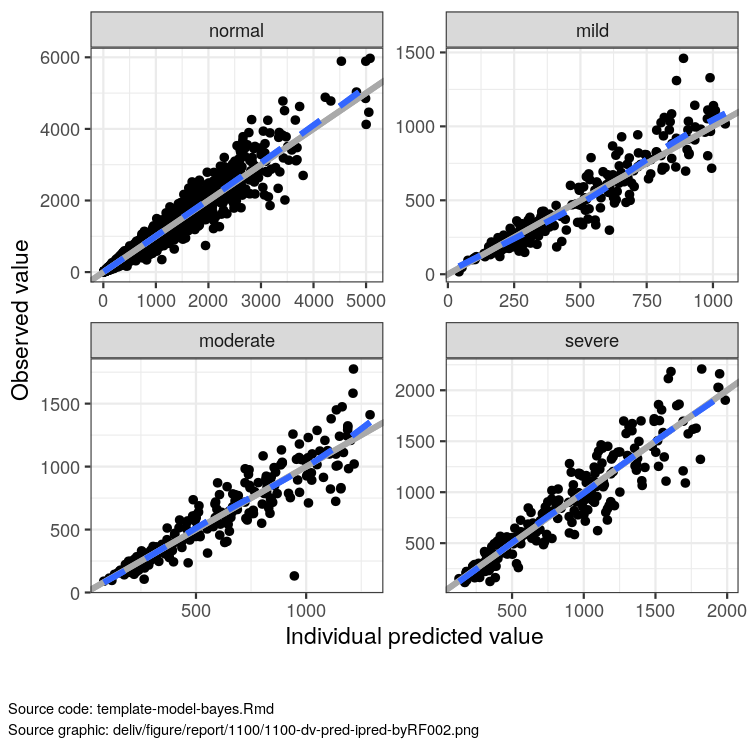 normal
mild
6000
4000
2000
0
0 1000 2000 3000 4000 5000
1500
1000
500
0
0 250 500 750 1000
moderate
severe
1500
1000
500
0
500 1000
2000
1500
1000
500
500 1000 1500 2000
Observed value
Individual predicted value
Source code: template-model-bayes.Rmd
Source graphic: deliv/figure/report/1100/1100-dv-pred-ipred-byRF002.png